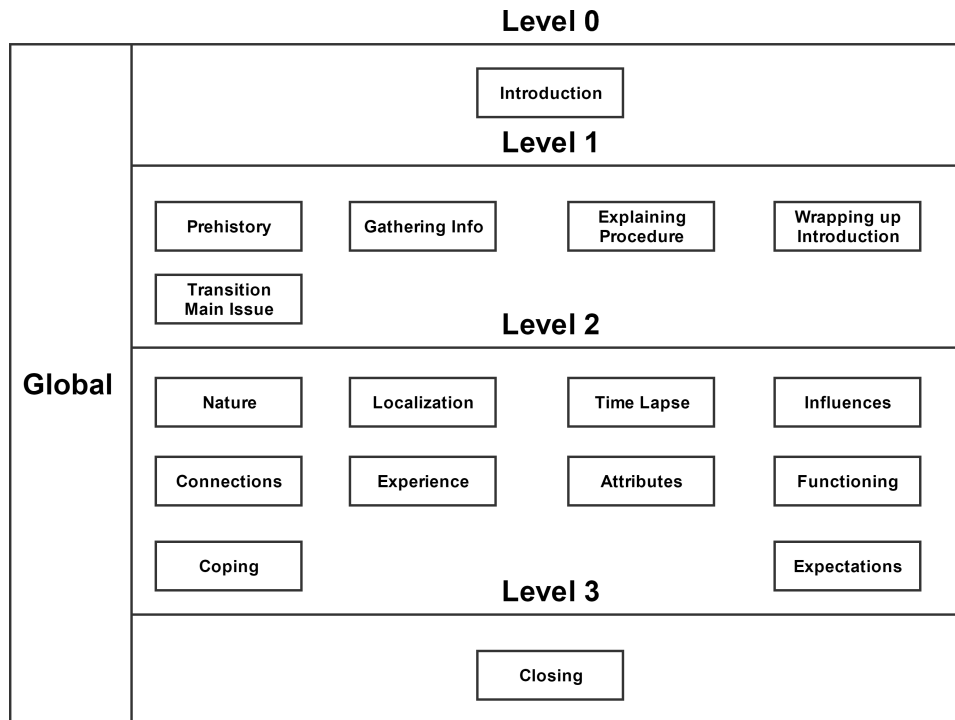 Level 0
Introduction
Level 1
Prehistory
Gathering Info
Explaining
Procedure
Wrapping up
Introduction
Transition
Main Issue
Level 2
Global
Nature
Localization
Time Lapse
Influences
Connections
Experience
Attributes
Functioning
Coping
Expectations
Level 3
Closing